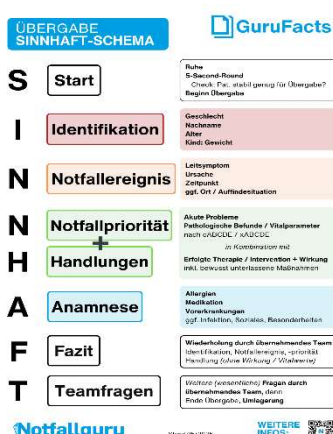 ÜBERGABE
SINNHAFT-SCHEMA
GuruFacts
S Start
Ruhe
5-Second-Round
Check: Pat. stabil genug für Übergabe?
Beginn Übergabe
I Identifikation
Geschlecht
Nachname
Alter
Kind: Gewicht
N Notfallereignis
Leitsymptom
Ursache
Zeitpunkt
ggf. Ort / Auffindesituation
N Notfallpriorität
+
H Handlungen
Akute Probleme
Pathologische Befunde / Vitalparameter
nach cABCDE / xABCDE
in Kombination mit
Erfolgte Therapie / Intervention + Wirkung
inkl. bewusst unterlassene Maßnahmen
A Anamnese
Allergien
Medikation
Vorerkrankungen
ggf. Infektion, Soziales, Besonderheiten
F Fazit
Wiederholung durch übernehmendes Team
Identifikation, Notfallereignis, -priorität
Handlung (ohne Wirkung / Vitalwerte)
T Teamfragen
Weitere (wesentliche) Fragen durch
übernehmendes Team, dann
Ende Übergabe, Umlagerung
Notfallguru
WEITERE
INFOS: